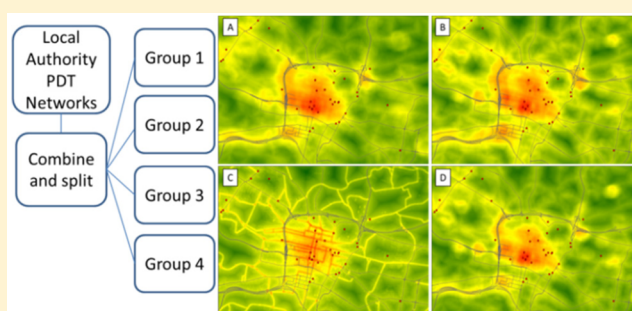 Local
Authority
PDT
Networks
Combine
and split
Group 1
Group 2
Group 3
Group 4
A
B
C
D